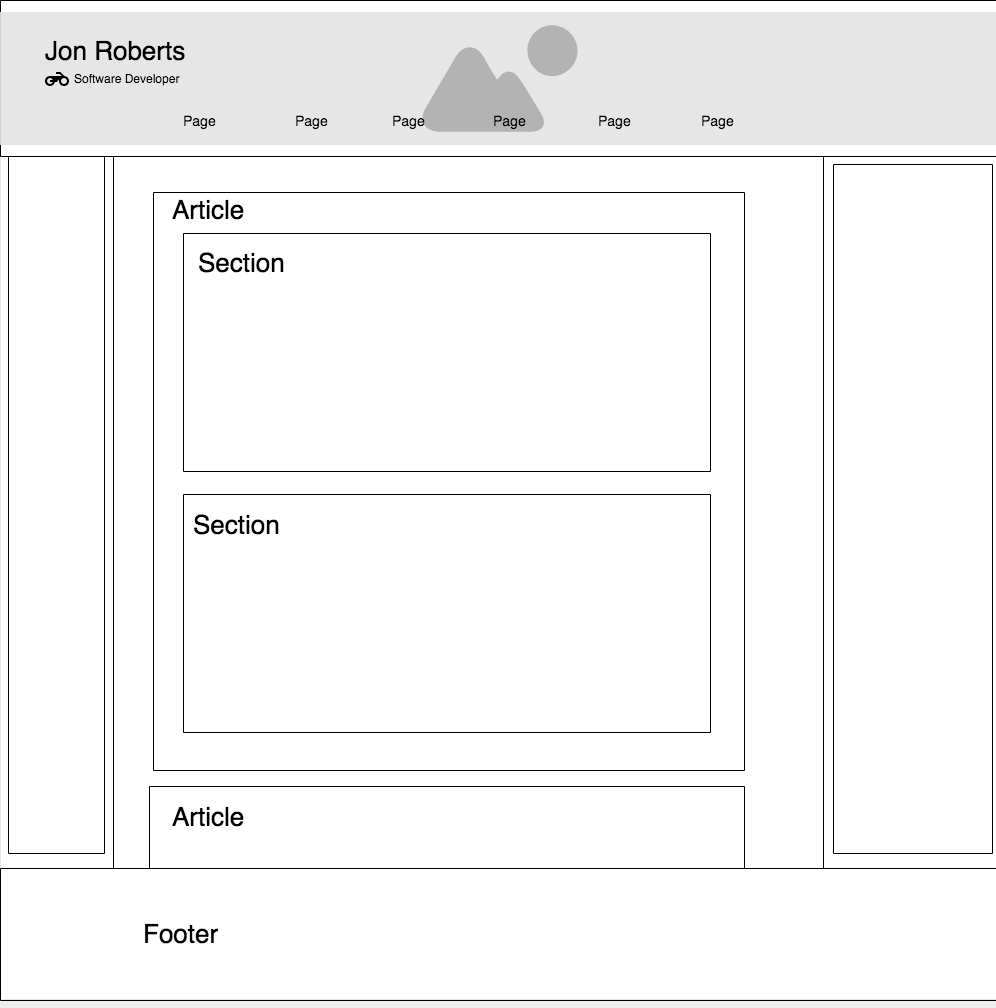 Jon Roberts
Software Developer
Page Page Page Page Page Page
Article
Section
Section
Article
Footer